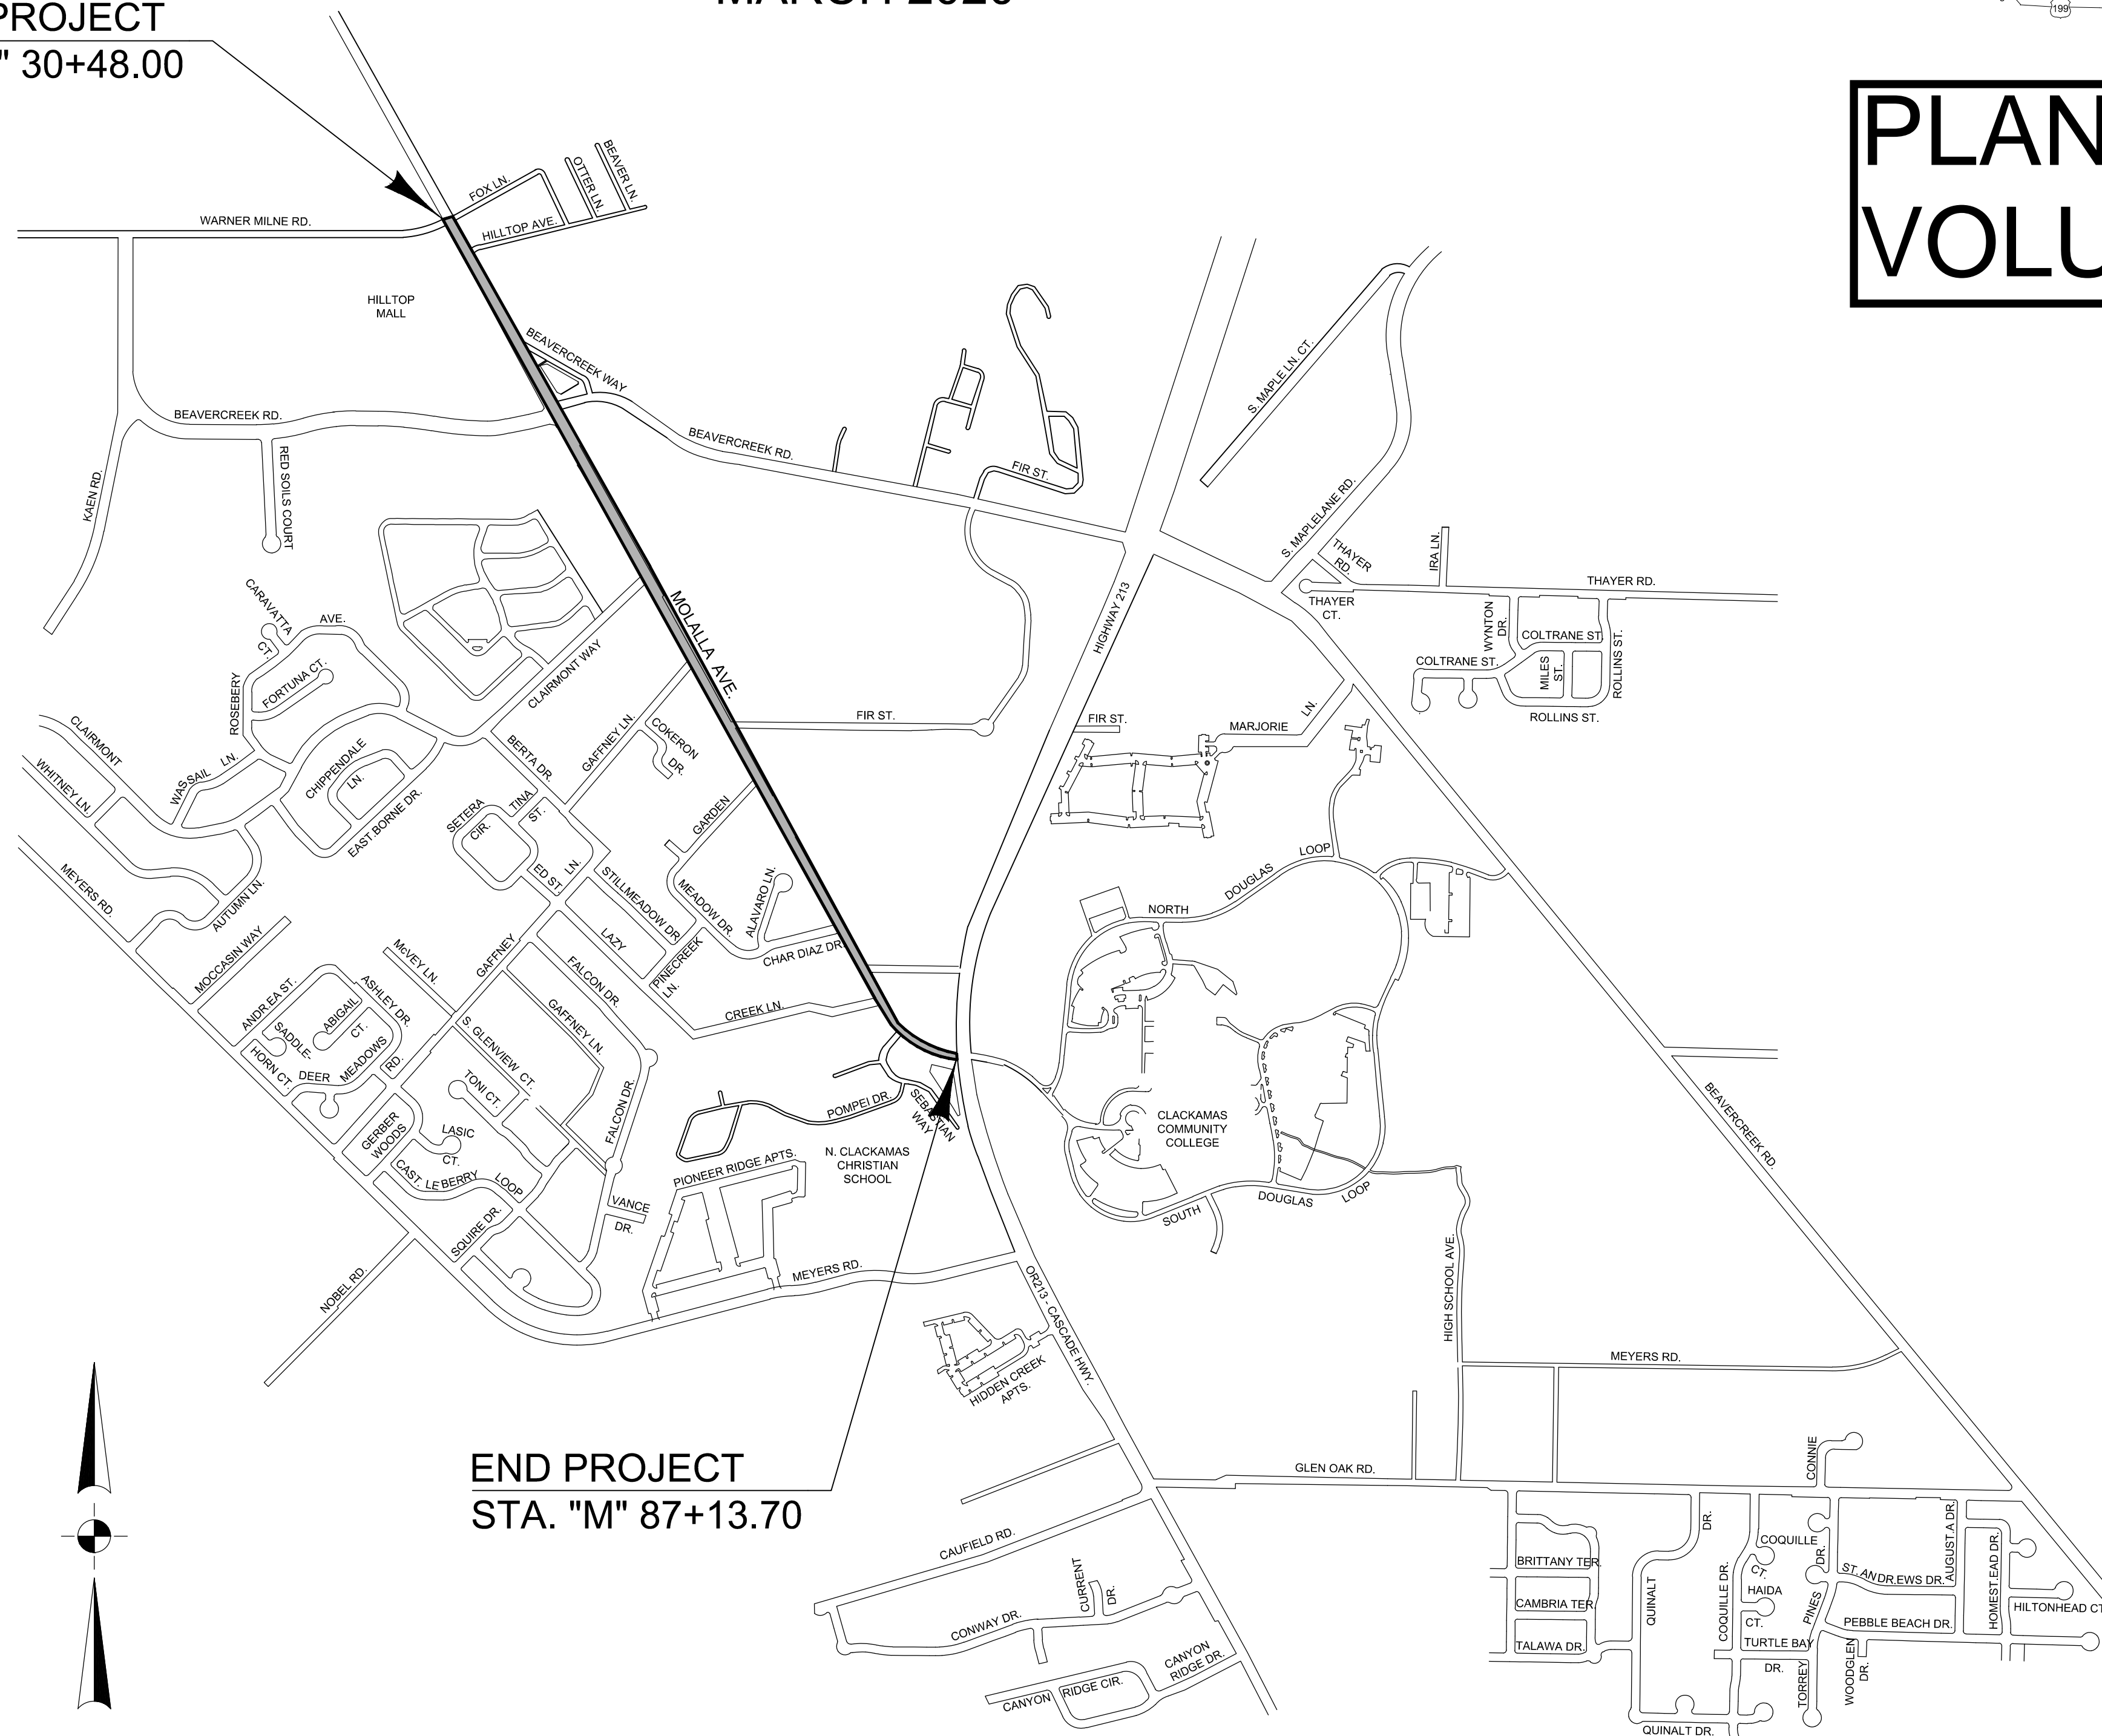 PROJECT
" 30+48.00
199
PLAN
VOLU
FOX LN.
OTTER LN.
BEAVER LN.
WARNER MILNE RD.
HILLTOP AVE.
HILLTOP
MALL
BEAVERCREEK WAY
S. MAPLE LN. CT.
BEAVERCREEK RD.
BEAVERCREEK RD.
FIR ST.
KAEN RD.
RED SOILS COURT
S. MAPLELANE RD.
THAYER
RD.
IRA LN.
THAYER RD.
THAYER
CT.
CARAVATTA
CT.
AVE.
MOLALLA AVE.
HIGHWAY 213
WYNTON
DR.
COLTRANE ST.
COLTRANE ST.
MILES
ST.
ROLLINS ST.
ROLLINS ST.
FORTUNA CT.
ROSEBERY
CLAIRMONT WAY
CLAIRMONT
FIR ST.
FIR ST.
MARJORIE
LN.
WHITNEY LN.
WASSAIL LN.
CHIPPENDALE
LN.
BERTA DR.
GAFFNEY LN.
COKERON
DR.
EAST BORNE DR.
SETERA
CIR.
TINA
ST.
GARDEN
MEYERS RD.
AUTUMN LN.
ED ST.
LN.
STILLMEADOW DR.
MEADOW DR.
ALAVARO LN.
DOUGLAS
LOOP
NORTH
MOCCASIN WAY
McVEY LN.
GAFFNEY
LAZY
PINECREEK
LN.
CHAR DIAZ DR.
FALCON DR.
ANDR.EA ST.
SADDLE-
ABIGAIL
CT.
ASHLEY DR.
HORN CT.
DEER
MEADOWS
RD.
S. GLENVIEW CT.
GAFFNEY LN.
CREEK LN.
TONI CT.
FALCON DR.
POMPEI DR.
SEBASTIAN
WAY
CLACKAMAS
COMMUNITY
COLLEGE
BEAVERCREEK RD.
GERBER
WOODS
LASIC
CT.
CAST. LE BERRY
LOOP
PIONEER RIDGE APTS.
N. CLACKAMAS
CHRISTIAN
SCHOOL
VANCE
DR.
SQUIRE DR.
SOUTH
DOUGLAS
LOOP
NOBEL RD.
MEYERS RD.
OR213 - CASCADE HWY.
HIGH SCHOOL AVE.
MEYERS RD.
HIDDEN CREEK
APTS.
END PROJECT
STA. "M" 87+13.70
GLEN OAK RD.
CONNIE
DR.
CAUFIELD RD.
BRITTANY TER.
CAMBRIA TER.
TALAWA DR.
QUINALT
DR.
COQUILLE DR.
COQUILLE
CT.
HAIDA
CT.
ST. AN DR.EWS DR.
AUGUST.A DR.
HOMEST.EAD DR.
HILTONHEAD CT
PINES
PEBBLE BEACH DR.
TURTLE BAY
DR.
TORREY
WOODGLEN
DR.
QUINALT DR.
CURRENT
DR.
CONWAY DR.
CANYON
RIDGE DR.
CANYON RIDGE CIR.